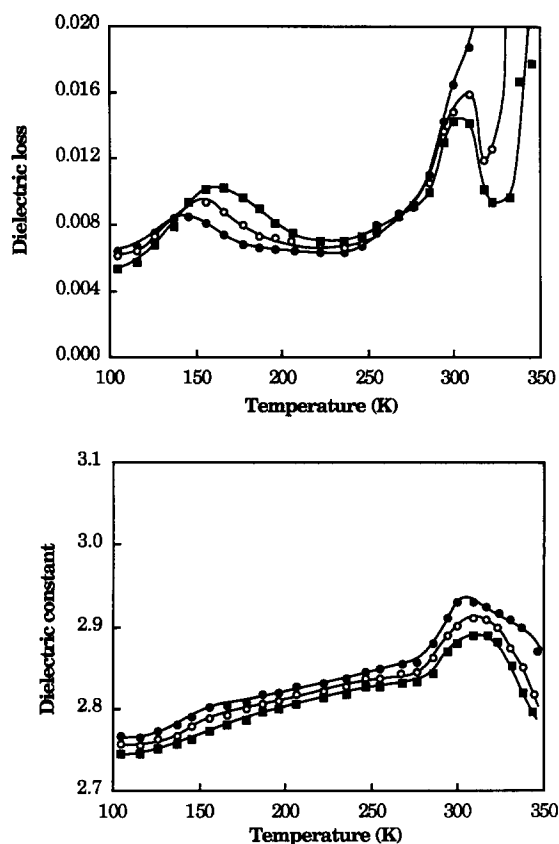 0.020
0.016
0.012
0.008
0.004
0.000
Dielectric loss
100 150 200 250 300 350
Temperature (K)
3.1
3.0
2.9
2.8
2.7
Dielectric constant
100 150 200 250 300 350
Temperature (K)